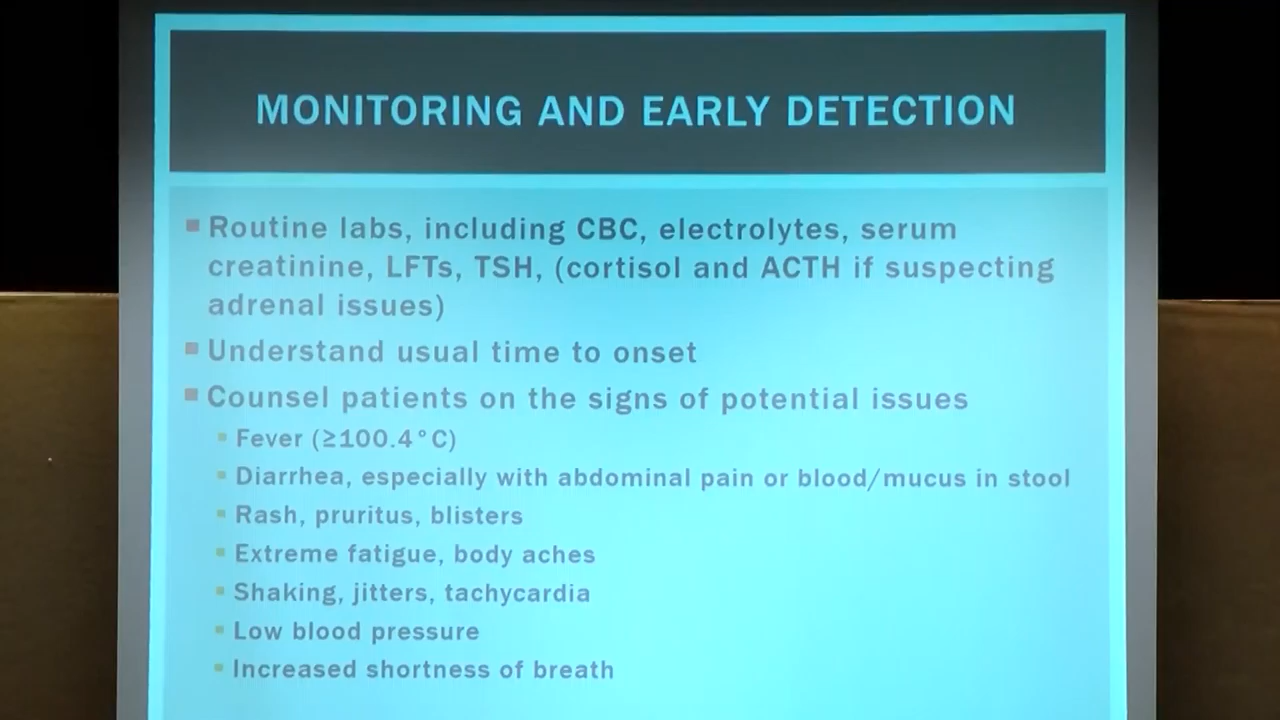 MONITORING AND EARLY DETECTION
Routine labs, including CBC, electrolytes, serum
creatinine, LFTs, TSH, (cortisol and ACTH if suspecting
adrenal issues)
Understand usual time to onset
Counsel patients on the signs of potential issues
Fever (≥100.4°C)
Diarrhea, especially with abdominal pain or blood/mucus in stool
Rash, pruritus, blisters
Extreme fatigue, body aches
Shaking, jitters, tachycardia
Low blood pressure
Increased shortness of breath